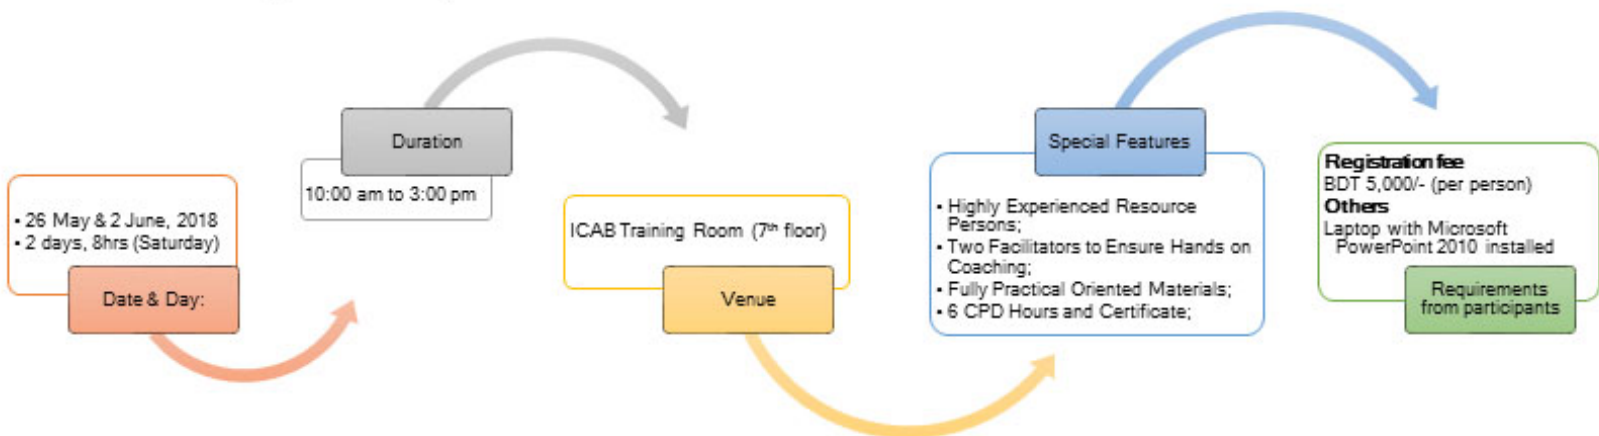 • 26 May & 2 June, 2018
• 2 days, 8hrs (Saturday)
Date & Day:
Duration
10:00 am to 3:00 pm
ICAB Training Room (7th floor)
Venue
Special Features
• Highly Experienced Resource
Persons;
• Two Facilitators to Ensure Hands on
Coaching;
• Fully Practical Oriented Materials;
• 6 CPD Hours and Certificate;
Registration fee
BDT 5,000/- (per person)
Others
Laptop with Microsoft
PowerPoint 2010 installed
Requirements
from participants